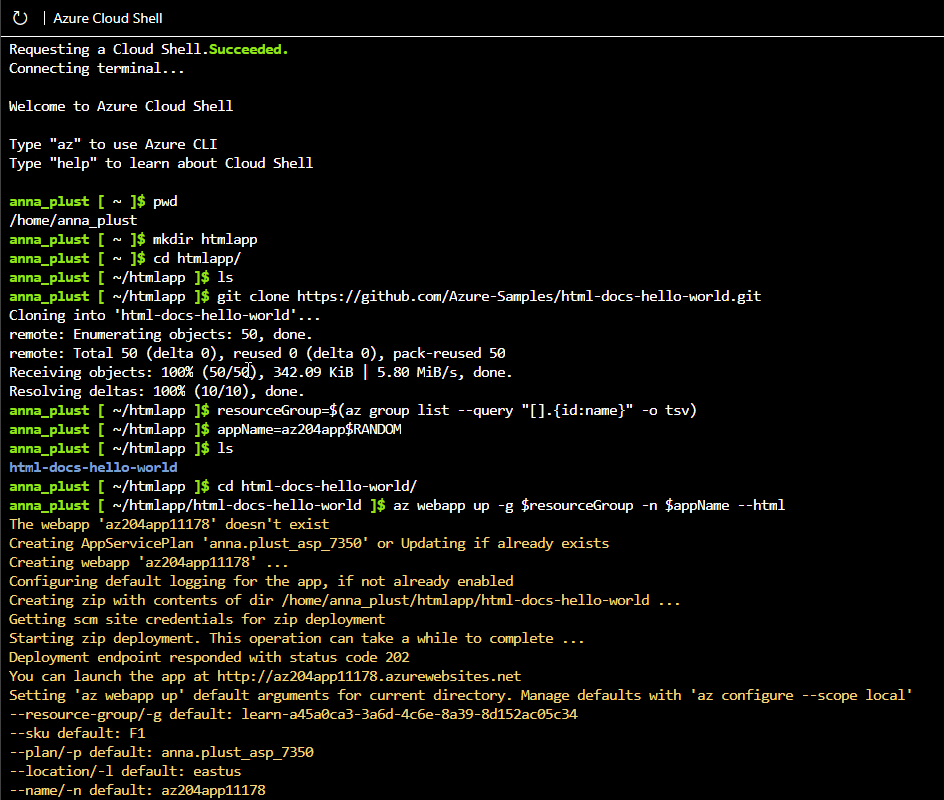 Azure Cloud Shell
Requesting a Cloud Shell.Succeeded.
Connecting terminal...
Welcome to Azure Cloud Shell
Type "az" to use Azure CLI
Type "help" to learn about Cloud Shell
anna_plust [ ~ ]$ pwd
/home/anna_plust
anna_plust [ ~ ]$ mkdir htmlapp
anna_plust [ ~ ]$ cd htmlapp/
anna_plust [ ~/htmlapp ]$ ls
anna_plust [ ~/htmlapp ]$ git clone https://github.com/Azure-Samples/html-docs-hello-world.git
Cloning into 'html-docs-hello-world'...
remote: Enumerating objects: 50, done.
remote: Total 50 (delta 0), reused 0 (delta 0), pack-reused 50
Receiving objects: 100% (50/50), 342.09 KiB | 5.80 MiB/s, done.
Resolving deltas: 100% (10/10), done.
anna_plust [ ~/htmlapp ]$ resourceGroup=$(az group list --query "[].{id:name}" -o tsv)
anna_plust [ ~/htmlapp ]$ appName=az204app$RANDOM
anna_plust [ ~/htmlapp ]$ ls
html-docs-hello-world
anna_plust [ ~/htmlapp ]$ cd html-docs-hello-world/
anna_plust [ ~/htmlapp/html-docs-hello-world ]$ az webapp up -g $resourceGroup -n $appName --html
The webapp 'az204app11178' doesn't exist
Creating AppServicePlan 'anna.plust_asp_7350' or Updating if already exists
Creating webapp 'az204app11178' ...
Configuring default logging for the app, if not already enabled
Creating zip with contents of dir /home/anna_plust/htmlapp/html-docs-hello-world ...
Getting scm site credentials for zip deployment
Starting zip deployment. This operation can take a while to complete ...
Deployment endpoint responded with status code 202
You can launch the app at http://az204app11178.azurewebsites.net
Setting 'az webapp up' default arguments for current directory. Manage defaults with 'az configure --scope local'
--resource-group/-g default: learn-a45a0ca3-3a6d-4c6e-8a39-8d152ac05c34
--sku default: F1
--plan/-p default: anna.plust_asp_7350
--location/-l default: eastus
--name/-n default: az204app11178